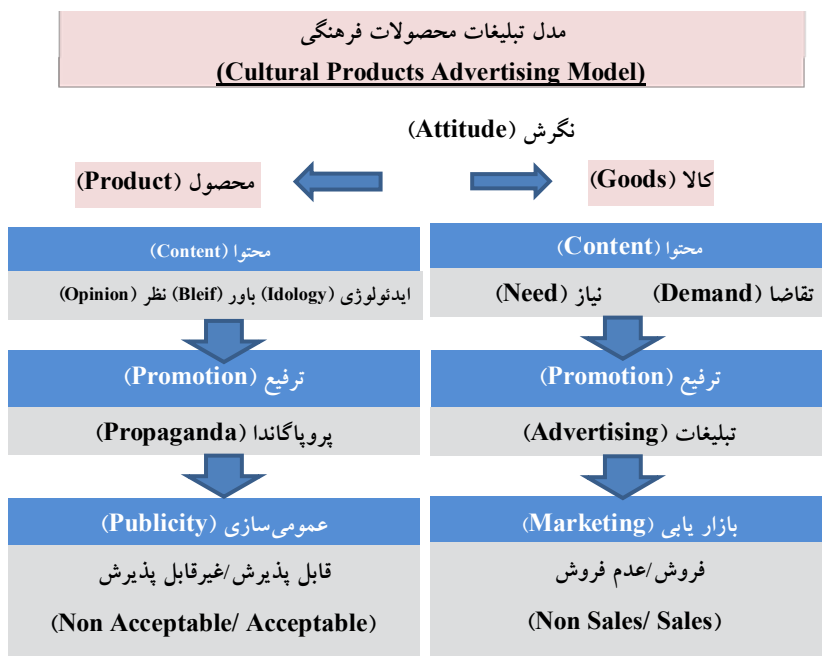 مدل تبلیغات محصولات فرهنگی
(Cultural Products Advertising Model)
نگرش (Attitude)
کالا (Goods)
محصول (Product)
محتوا (Content)
تقاضا (Demand) نیاز (Need)
ترفیع (Promotion)
تبلیغات (Advertising)
بازار یابی (Marketing)
فروش/عدم فروش
(Non Sales/ Sales)
محتوا (Content)
ایدئولوژی (Idology) باور (Bleif) نظر (Opinion)
ترفیع (Promotion)
پروپاگاندا (Propaganda)
عمومی‌سازی (Publicity)
قابل پذیرش/غیرقابل پذیرش
(Non Acceptable/ Acceptable)